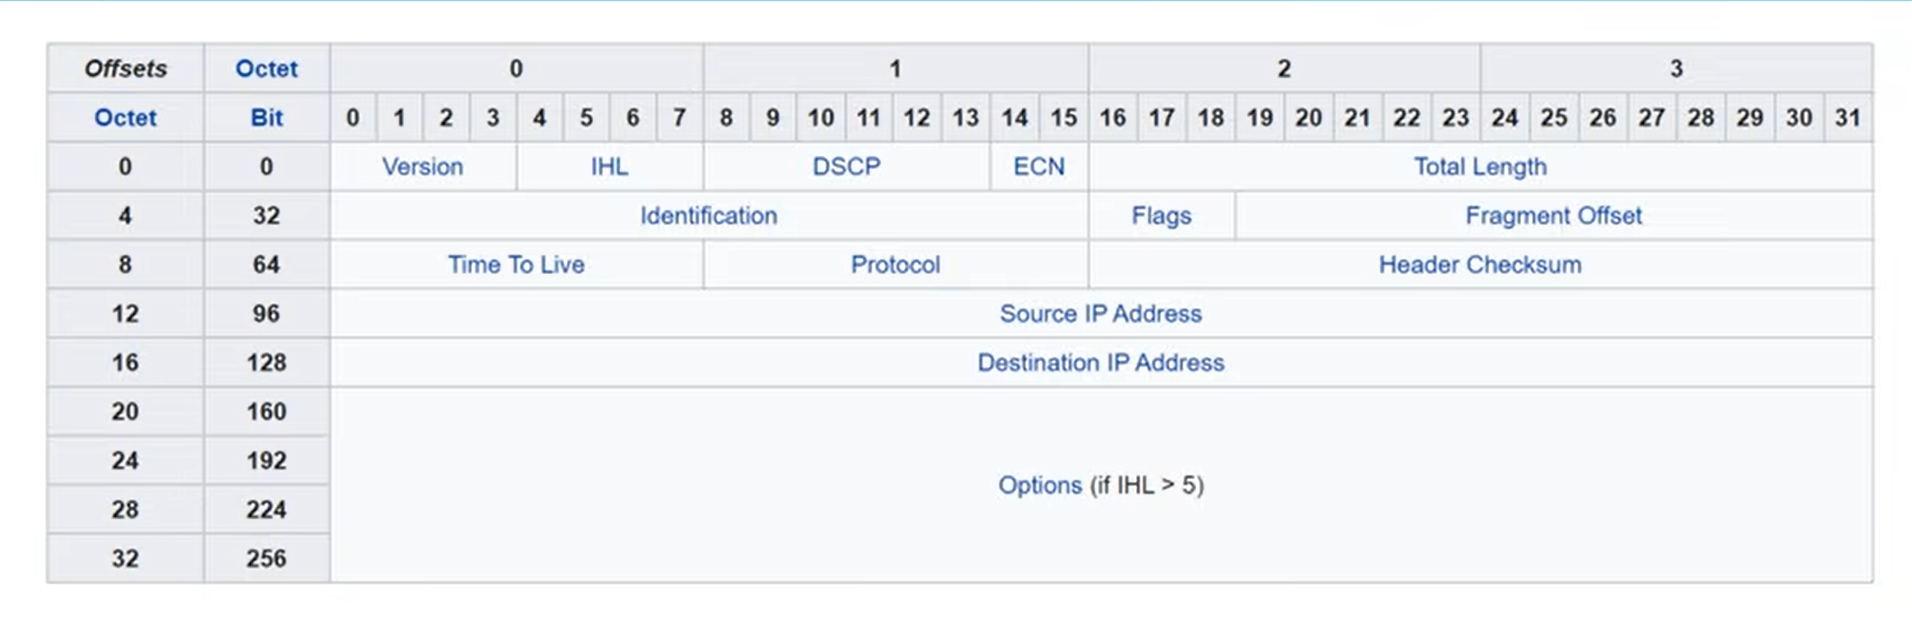 Offsets Octet 0 1 2 3
Octet Bit 0 1 2 3 4 5 6 7 8 9 10 11 12 13 14 15 16 17 18 19 20 21 22 23 24 25 26 27 28 29 30 31
0 0 Version IHL DSCP ECN Total Length
4 32 Identification Flags Fragment Offset
8 64 Time To Live Protocol Header Checksum
12 96 Source IP Address
16 128 Destination IP Address
20 160
24 192
Options (if IHL > 5)
28 224
32 256